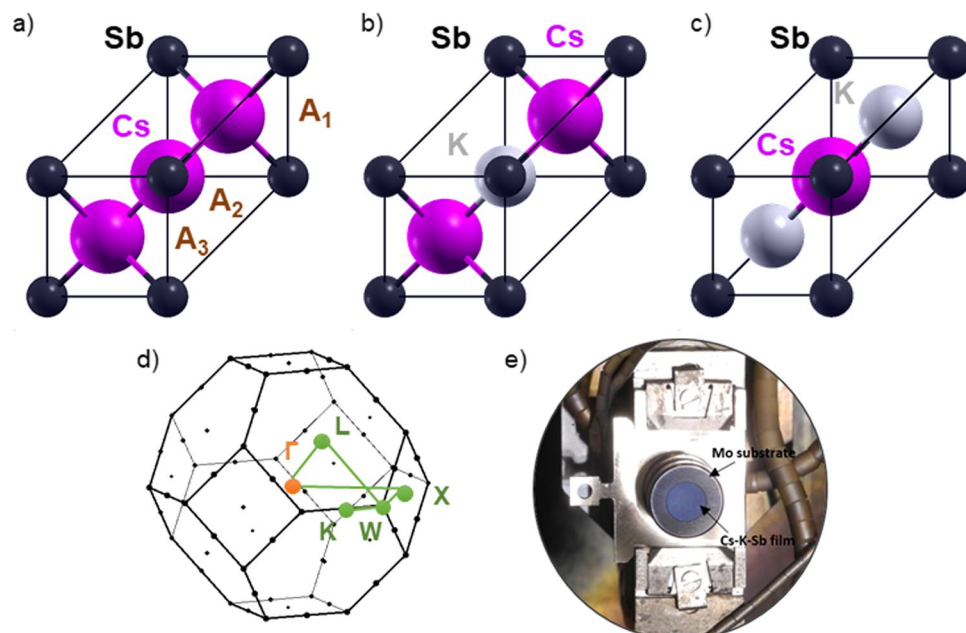 a)
Sb
Cs
A₁
A₂
A₃
b)
Sb
Cs
K
c)
Sb
K
Cs
d)
Γ
L
K
W
X
e)
Mo substrate
Cs-K-Sb film